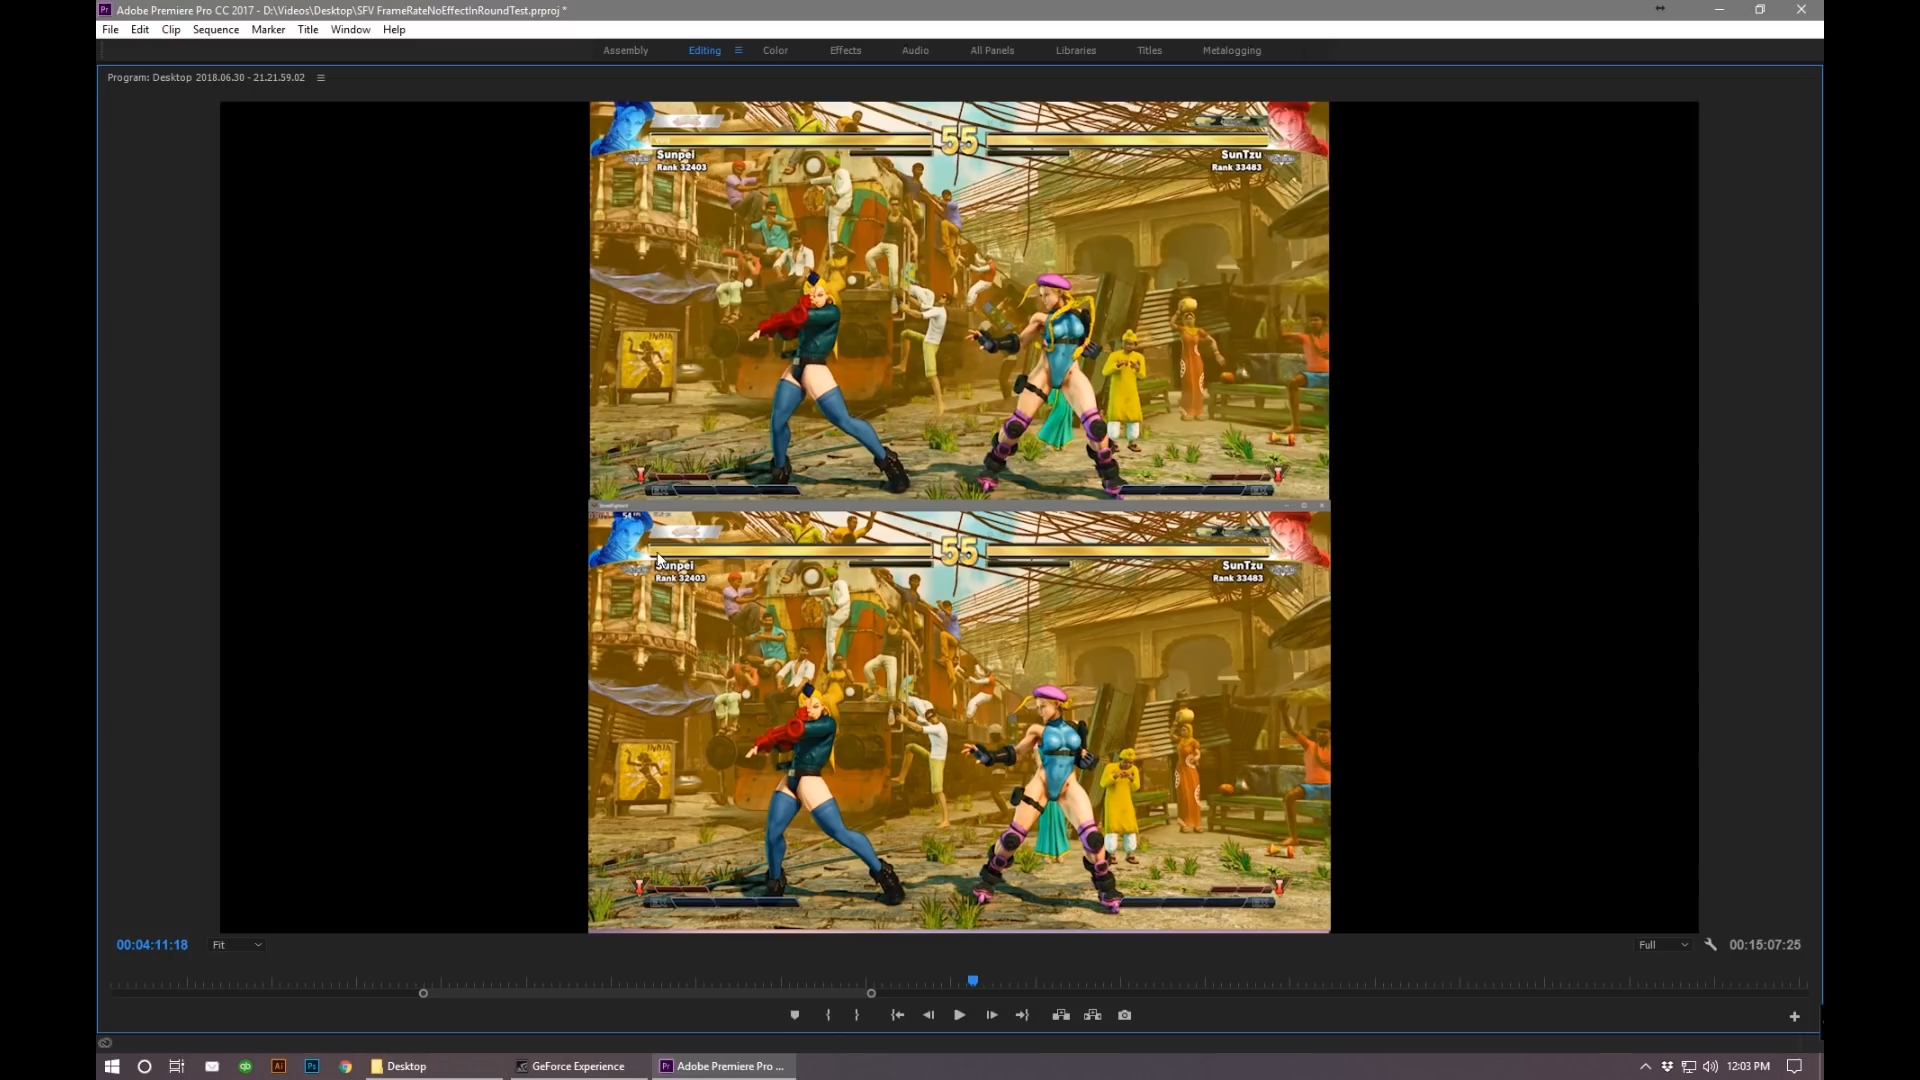 Adobe Premiere Pro CC 2017 - D:\Videos\Desktop\SFV FrameRateNoEffectInRoundTest.prproj *
File Edit Clip Sequence Marker Title Window Help
Assembly Editing Color Effects Audio All Panels Libraries Titles Metalogging
Program: Desktop 2018.06.30 - 21.21.59.02
55
Sunpei SunTzu
Rank 32403 Rank 33483
INDIA
54
55
Sunpei SunTzu
Rank 32403 Rank 33483
INDIA
00:04:11:18 Fit Full 00:15:07:25
Desktop GeForce Experience Adobe Premiere Pro ... 12:03 PM